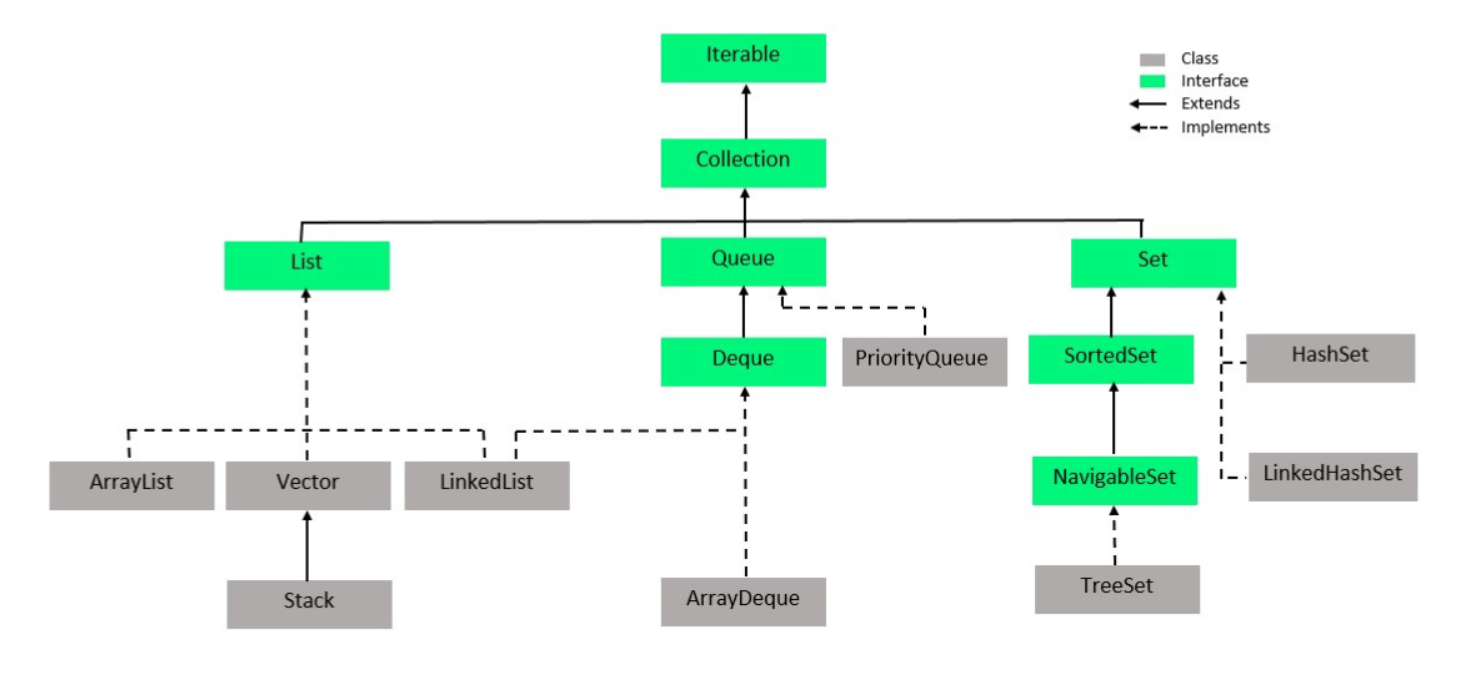 Iterable
Class
Interface
Extends
Implements
Collection
List
Queue
Set
Deque
PriorityQueue
SortedSet
HashSet
ArrayList
Vector
LinkedList
NavigableSet
LinkedHashSet
Stack
ArrayDeque
TreeSet